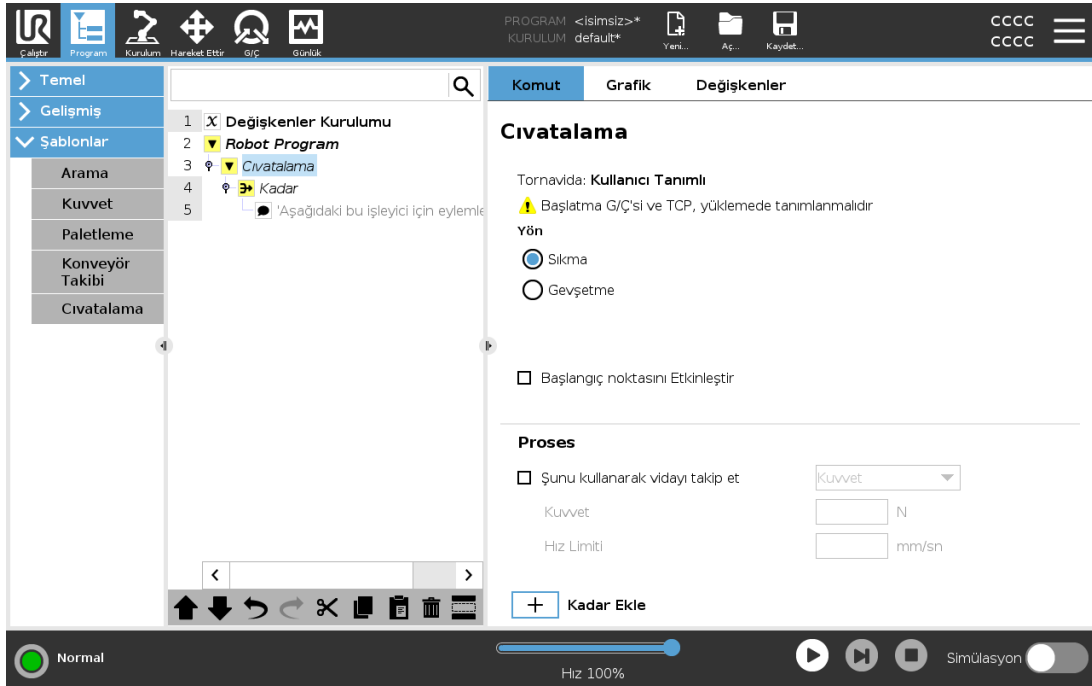 UR
PROGRAM <isimsiz>*
KURULUM default*
cccc
cccc
Çalıştır
Program
Kurulum
Hareket Ettir
G/Ç
Günlük
Yeni...
Aç...
Kaydet...
Temel
Gelişmiş
Şablonlar
Arama
Kuvvet
Paletleme
Konveyör
Takibi
Cıvatalama
1 x Değişkenler Kurulumu
2 Robot Program
3 Cıvatalama
4 Kadar
5 'Aşağıdaki bu işleyici için eylemle
Komut Grafik Değişkenler
Cıvatalama
Tornavida: Kullanıcı Tanımlı
Başlatma G/Ç'si ve TCP, yüklemede tanımlanmalıdır
Yön
Sıkma
Gevşetme
Başlangıç noktasını Etkinleştir
Proses
Şunu kullanarak vidayı takip et Kuvvet
Kuvvet N
Hız Limiti mm/sn
Kadar Ekle
Normal
Hız 100%
Simülasyon